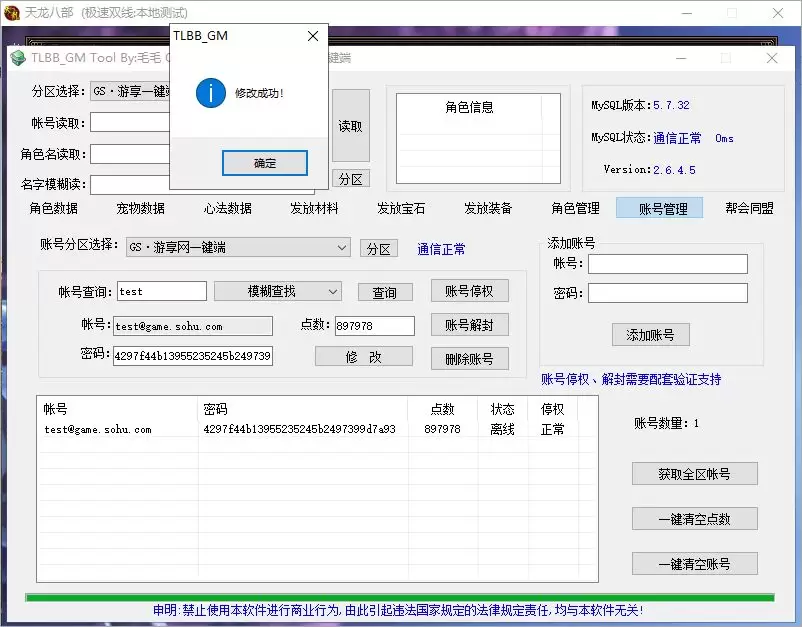 天龙八部 (极速双线:本地测试)
TLBB_GM Tool By:毛毛
键端
TLBB_GM
修改成功!
确定
分区选择:
GS·游享一键端
帐号读取:
角色名读取:
名字模糊读:
读取
分区
角色信息
MySQL版本:5.7.32
MySQL状态:通信正常 0ms
Version:2.6.4.5
角色数据 宠物数据 心法数据 发放材料 发放宝石 发放装备 角色管理 账号管理 帮会同盟
账号分区选择: GS·游享网一键端 分区 通信正常
帐号查询: test 模糊查找 查询 账号停权
帐号: test@game.sohu.com 点数: 897978 账号解封
密码: 4297f44b13955235245b249739 修 改 删除账号
添加账号
帐号:
密码:
添加账号
账号停权、解封需要配套验证支持
帐号 密码 点数 状态 停权
test@game.sohu.com 4297f44b13955235245b2497399d7a93 897978 离线 正常
账号数量: 1
获取全区帐号
一键清空点数
一键清空账号
申明:禁止使用本软件进行商业行为,由此引起违法国家规定的法律规定责任,均与本软件无关!